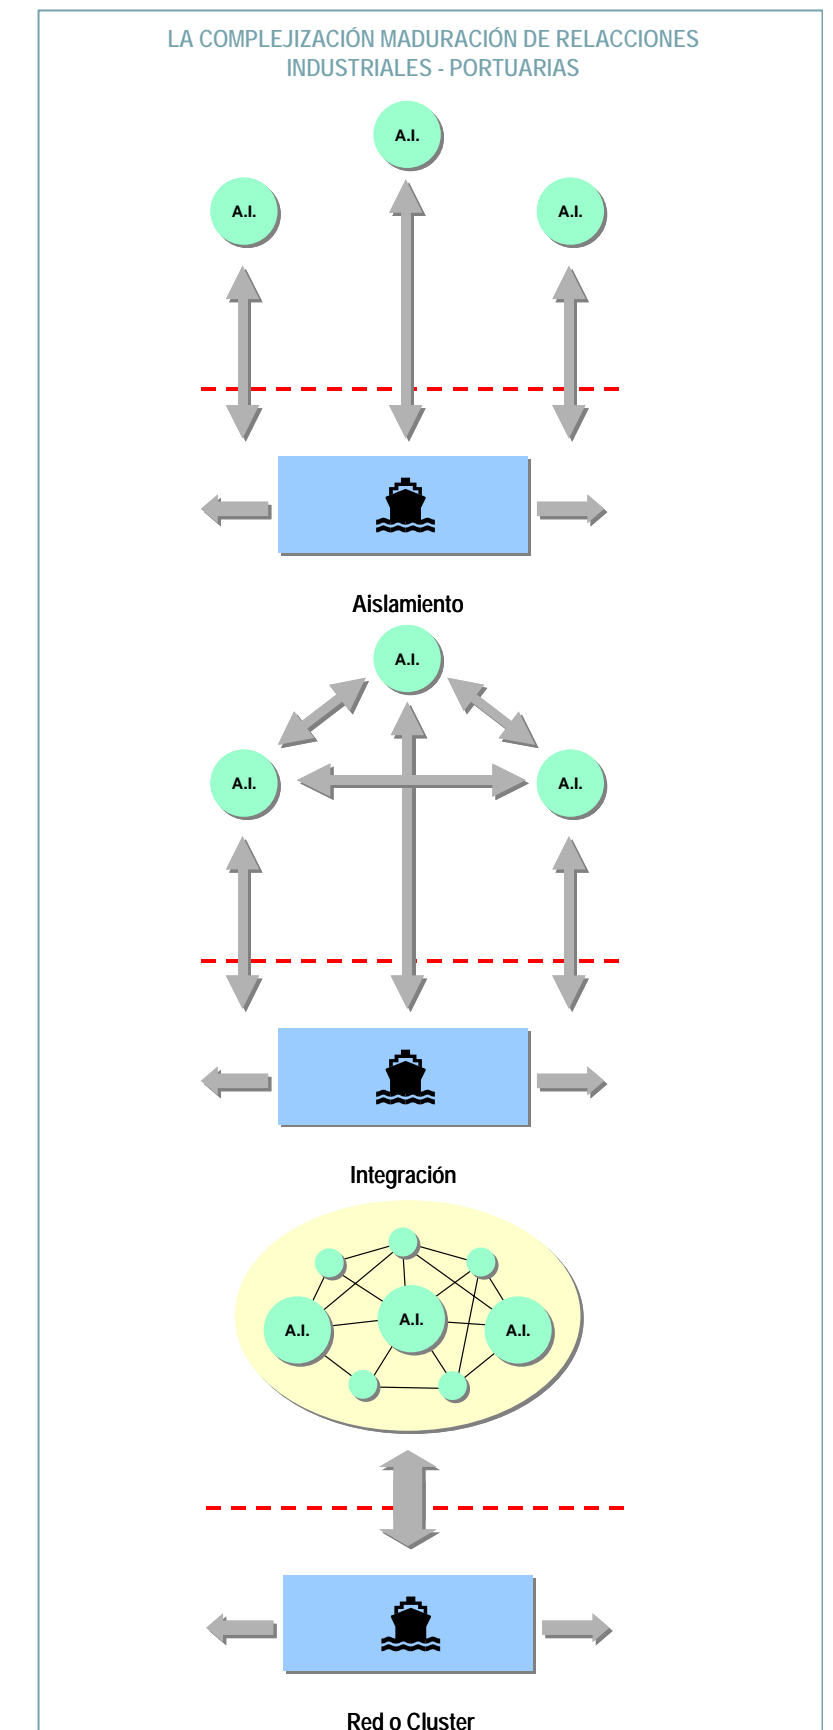 LA COMPLEJIZACIÓN MADURACIÓN DE RELACCIONES
INDUSTRIALES - PORTUARIAS
A.I.
A.I.
A.I.
Aislamiento
A.I.
A.I.
A.I.
Integración
A.I.
A.I.
A.I.
Red o Cluster